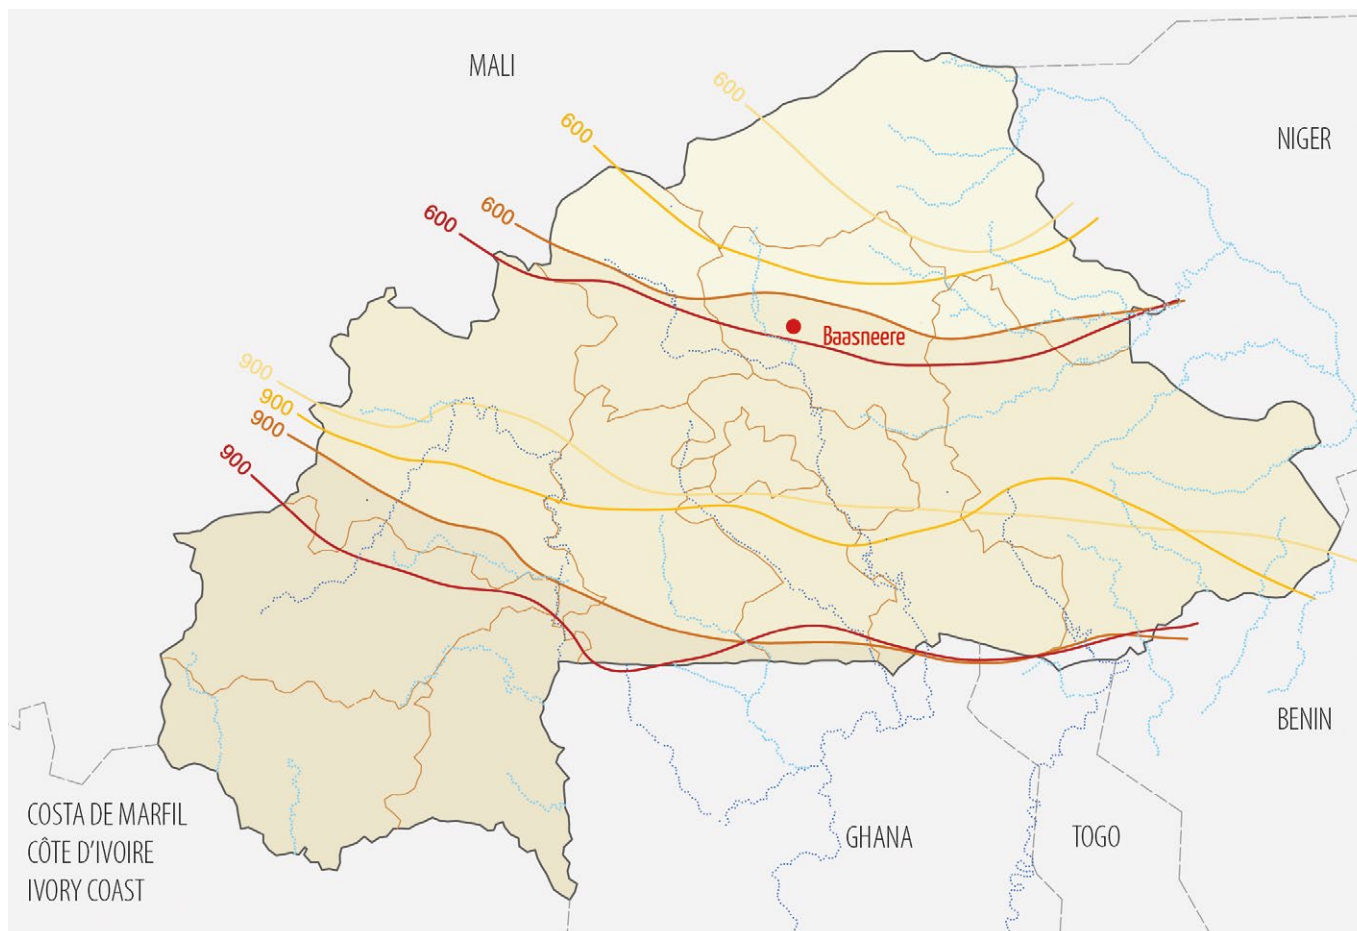 MALI
600
NIGER
600
600
600
Baasneere
900
900
900
900
BENIN
COSTA DE MARFIL
CÔTE D'IVOIRE
IVORY COAST
GHANA
TOGO